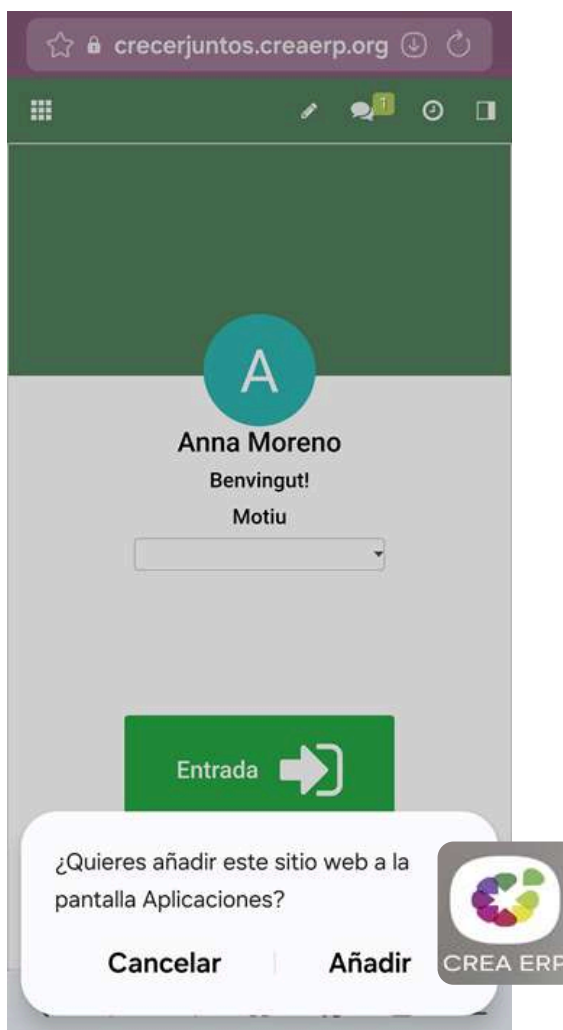 crecerjuntos.creaerp.org
1
A
Anna Moreno
Benvingut!
Motiu
Entrada
¿Quieres añadir este sitio web a la
pantalla Aplicaciones?
Cancelar Añadir
CREA ERP